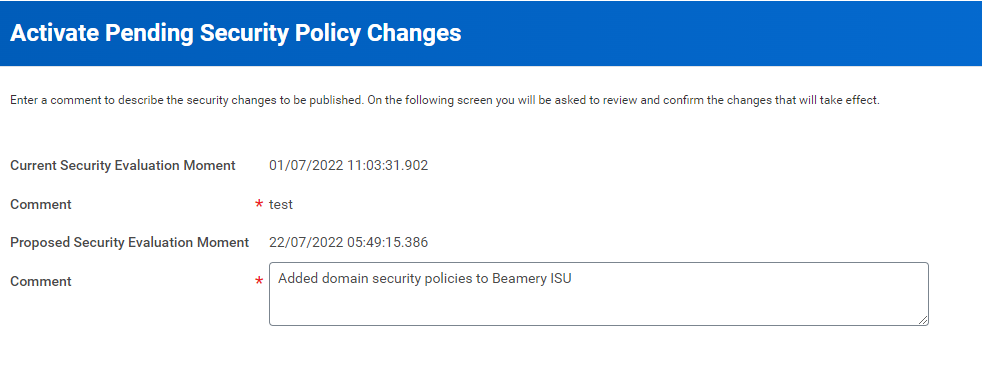 Activate Pending Security Policy Changes
Enter a comment to describe the security changes to be published. On the following screen you will be asked to review and confirm the changes that will take effect.
Current Security Evaluation Moment 01/07/2022 11:03:31.902
Comment * test
Proposed Security Evaluation Moment 22/07/2022 05:49:15.386
Comment * Added domain security policies to Beamery ISU